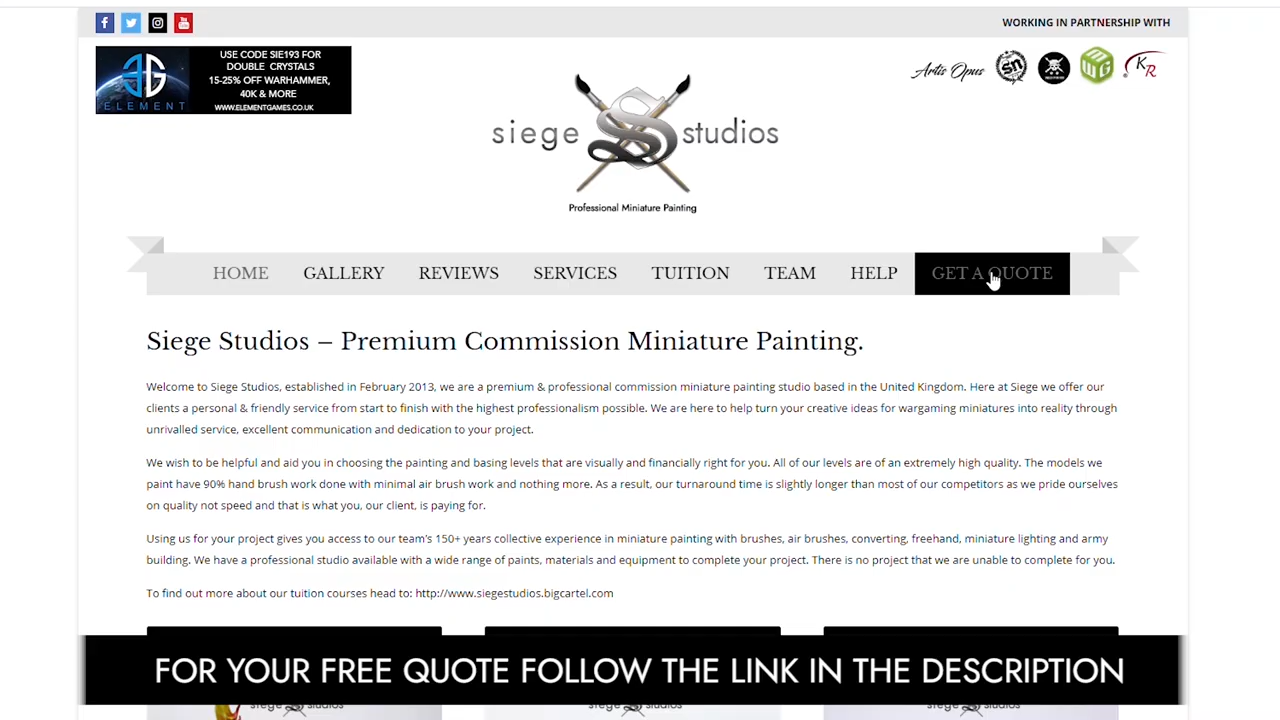 WORKING IN PARTNERSHIP WITH
USE CODE SIE193 FOR
DOUBLE CRYSTALS
15-25% OFF WARHAMMER,
40K & MORE
WWW.ELEMENTGAMES.CO.UK
ELEMENT
Artis Opus
KR
siege S studios
Professional Miniature Painting
HOME GALLERY REVIEWS SERVICES TUITION TEAM HELP GET A QUOTE
Siege Studios – Premium Commission Miniature Painting.
Welcome to Siege Studios, established in February 2013, we are a premium & professional commission miniature painting studio based in the United Kingdom. Here at Siege we offer our
clients a personal & friendly service from start to finish with the highest professionalism possible. We are here to help turn your creative ideas for wargaming miniatures into reality through
unrivalled service, excellent communication and dedication to your project.
We wish to be helpful and aid you in choosing the painting and basing levels that are visually and financially right for you. All of our levels are of an extremely high quality. The models we
paint have 90% hand brush work done with minimal air brush work and nothing more. As a result, our turnaround time is slightly longer than most of our competitors as we pride ourselves
on quality not speed and that is what you, our client, is paying for.
Using us for your project gives you access to our team's 150+ years collective experience in miniature painting with brushes, air brushes, converting, freehand, miniature lighting and army
building. We have a professional studio available with a wide range of paints, materials and equipment to complete your project. There is no project that we are unable to complete for you.
To find out more about our tuition courses head to: http://www.siegestudios.bigcartel.com
FOR YOUR FREE QUOTE FOLLOW THE LINK IN THE DESCRIPTION
siege studios siege studios siege studios